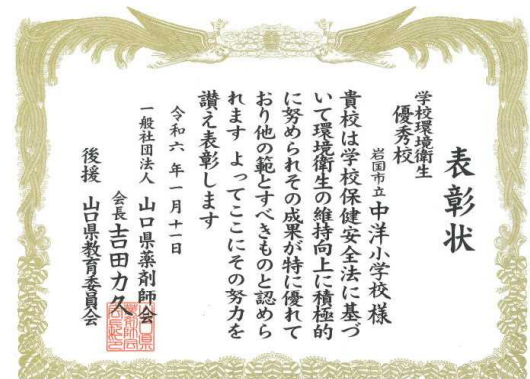 表彰状
学校環境衛生
優秀校
岩国市立 中洋小学校様
貴校は学校保健安全法に基づ
いて環境衛生の維持向上に積極的
に努められその成果が特に優れて
おり他の範とすべきものと認めら
れます よってここにその努力を
讃え表彰します
令和六年一月十一日
一般社団法人 山口県薬剤師会
会長 吉田力久
後援 山口県教育委員会